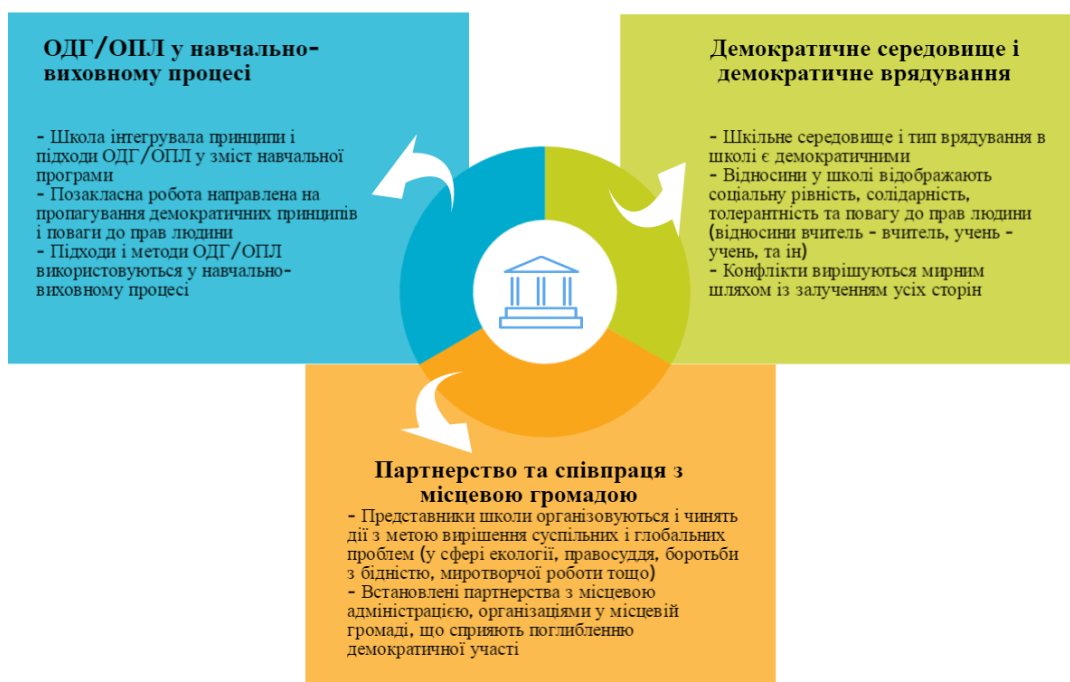 ОДГ/ОПЛ у навчально-
виховному процесі
- Школа інтегрувала принципи і
підходи ОДГ/ОПЛ у зміст навчальної
програми
- Позакласна робота направлена на
пропагування демократичних принципів
і поваги до прав людини
- Підходи і методи ОДГ/ОПЛ
використовуються у навчально-
виховному процесі
Демократичне середовище і
демократичне врядування
- Шкільне середовище і тип врядування в
школі є демократичними
- Відносини у школі відображають
соціальну рівність, солідарність,
толерантність та повагу до прав людини
(відносини вчитель - вчитель, учень -
учень, та ін)
- Конфлікти вирішуються мирним
шляхом із залученням усіх сторін
Партнерство та співпраця з
місцевою громадою
- Представники школи організовуються і чинять
дії з метою вирішення суспільних і глобальних
проблем (у сфері екології, правосуддя, боротьби
з бідністю, миротворчої роботи тощо)
- Встановлені партнерства з місцевою
адміністрацією, організаціями у місцевій
громаді, що сприяють поглибленню
демократичної участі